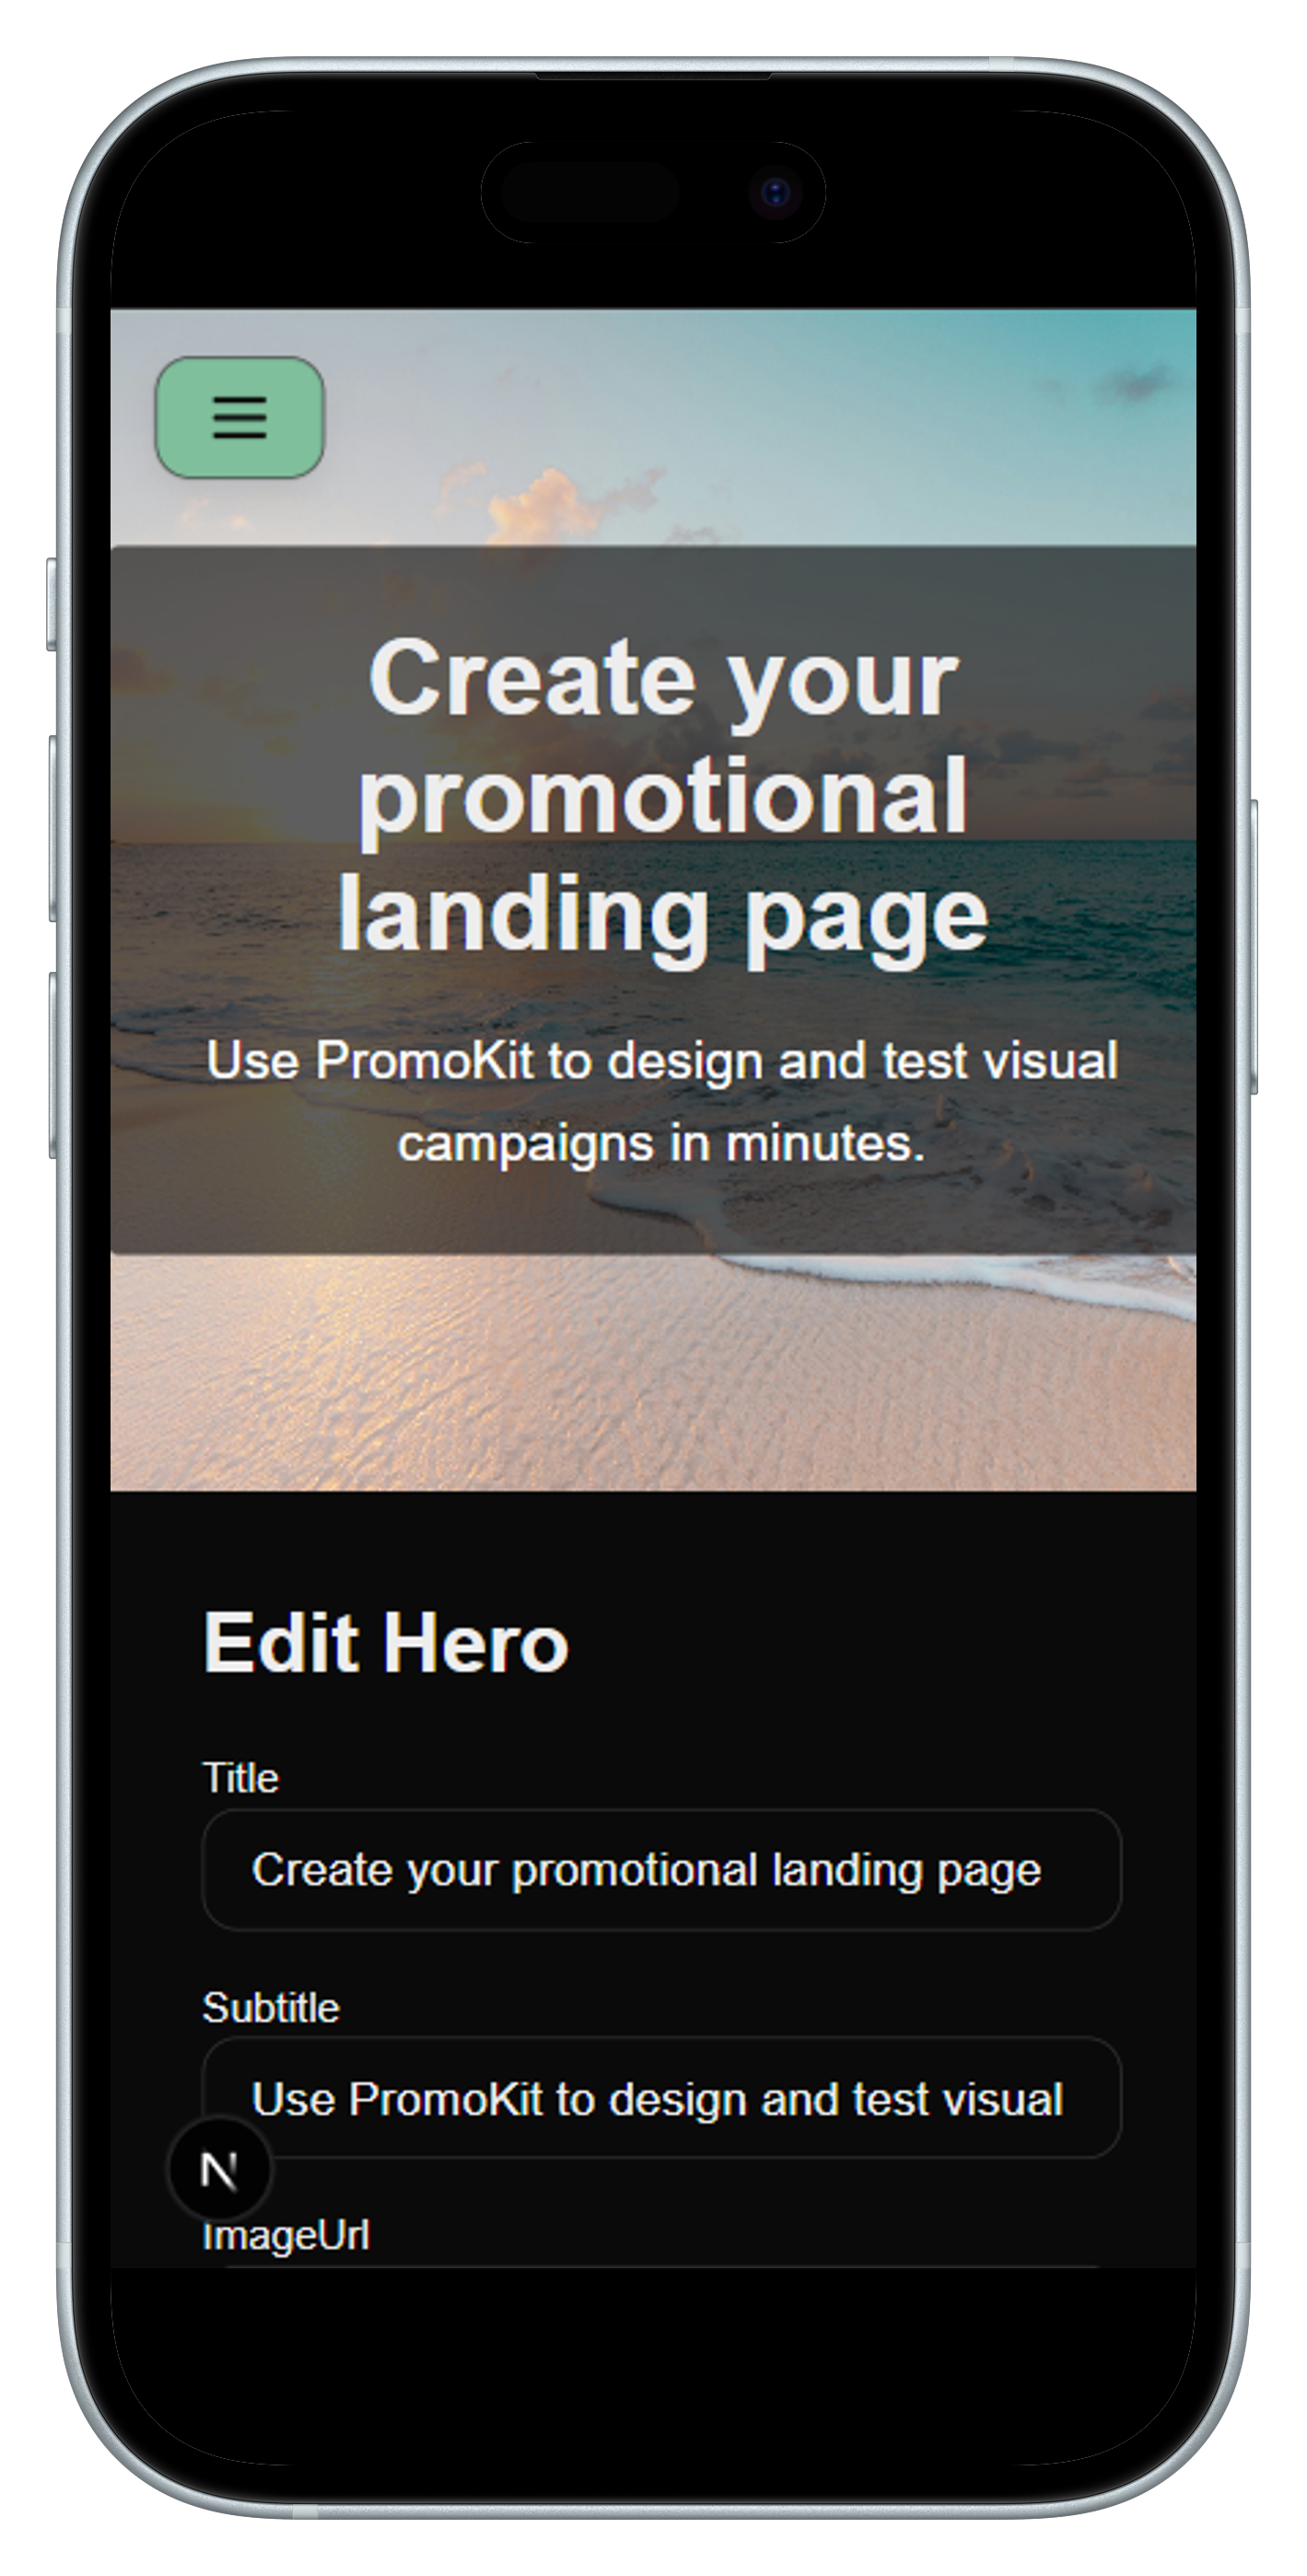 Create your
promotional
landing page
Use PromoKit to design and test visual
campaigns in minutes.
Edit Hero
Title
Create your promotional landing page
Subtitle
Use PromoKit to design and test visual
N
ImageUrl